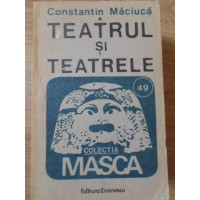 Constantin Măciucă
TEATRUL
ȘI
TEATRELE
49
COLECȚIA
MASCA
Editura Eminescu